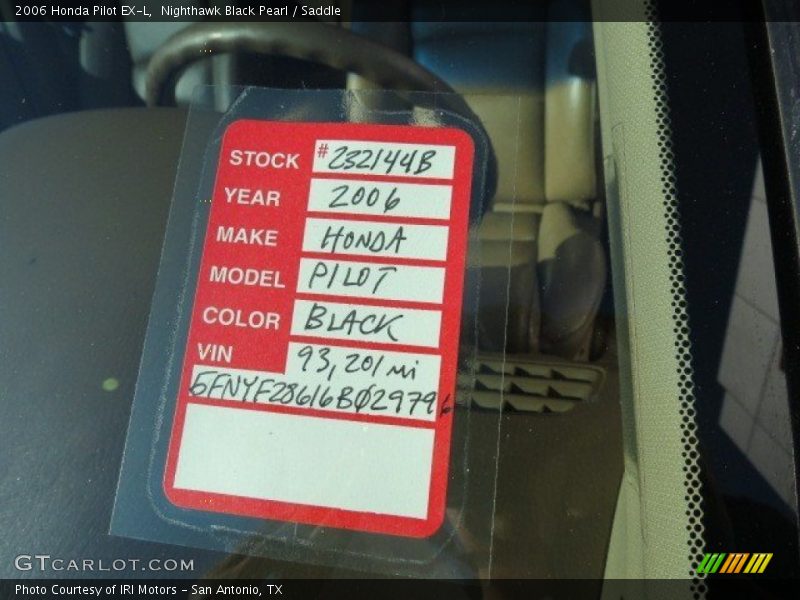 2006 Honda Pilot EX-L, Nighthawk Black Pearl / Saddle
STOCK #232144B
YEAR 2006
MAKE HONDA
MODEL PILOT
COLOR BLACK
VIN 93,201 mi
5FNYF28616BØ29796
GTCARLOT.COM
Photo Courtesy of IRI Motors – San Antonio, TX